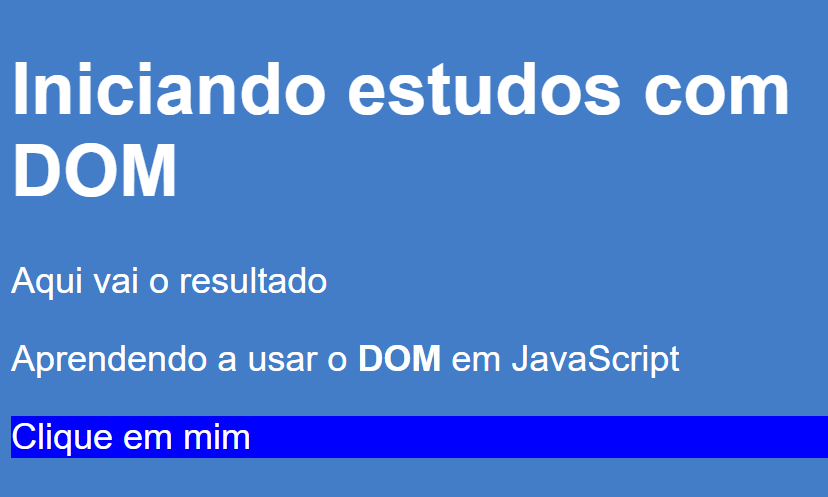 Iniciando estudos com
DOM
Aqui vai o resultado
Aprendendo a usar o DOM em JavaScript
Clique em mim